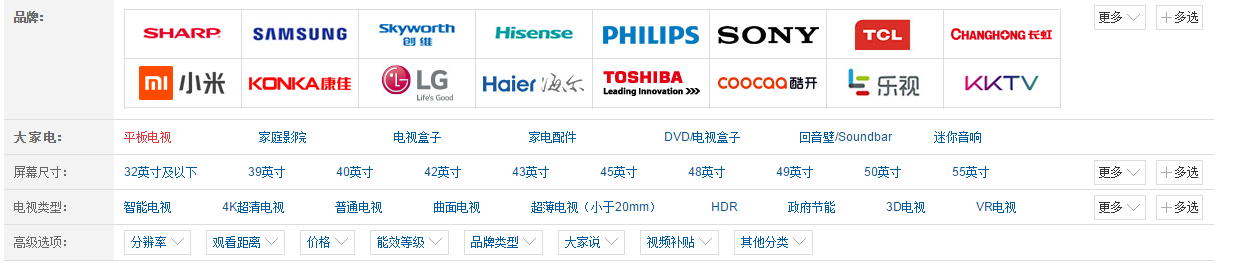 品牌： SHARP SAMSUNG Skyworth 创维 Hisense PHILIPS SONY TCL CHANGHONG 长虹 更多 多选
小米 KONKA 康佳 LG Life's Good Haier 海尔 TOSHIBA Leading Innovation >>> coocaa 酷开 乐视 KKTV
大家电： 平板电视 家庭影院 电视盒子 家电配件 DVD/电视盒子 回音壁/Soundbar 迷你音响
屏幕尺寸： 32英寸及以下 39英寸 40英寸 42英寸 43英寸 45英寸 48英寸 49英寸 50英寸 55英寸 更多 多选
电视类型： 智能电视 4K超清电视 普通电视 曲面电视 超薄电视（小于20mm） HDR 政府节能 3D电视 VR电视 更多 多选
高级选项： 分辨率 观看距离 价格 能效等级 品牌类型 大家说 视频补贴 其他分类